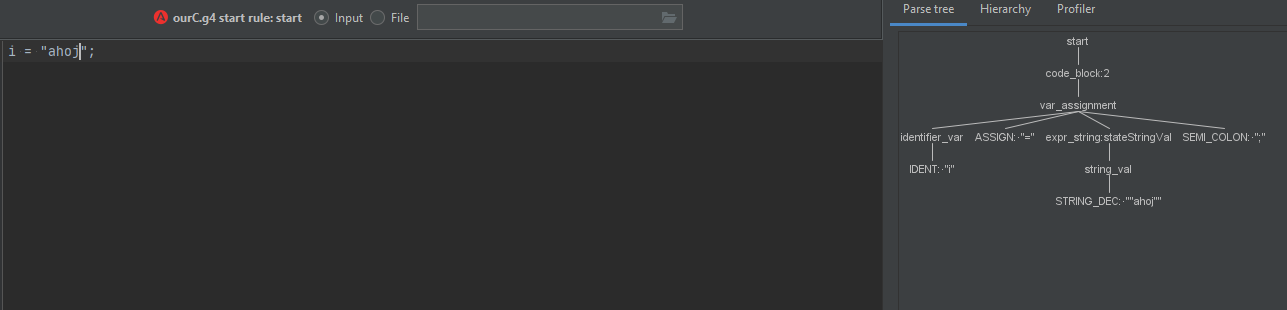 ourC.g4 start rule: start Input File
i = "ahoj";
Parse tree Hierarchy Profiler
start
code_block:2
var_assignment
identifier_var ASSIGN:·"=" expr_string:stateStringVal SEMI_COLON:·";"
IDENT:·"i" string_val
STRING_DEC:·""ahoj""